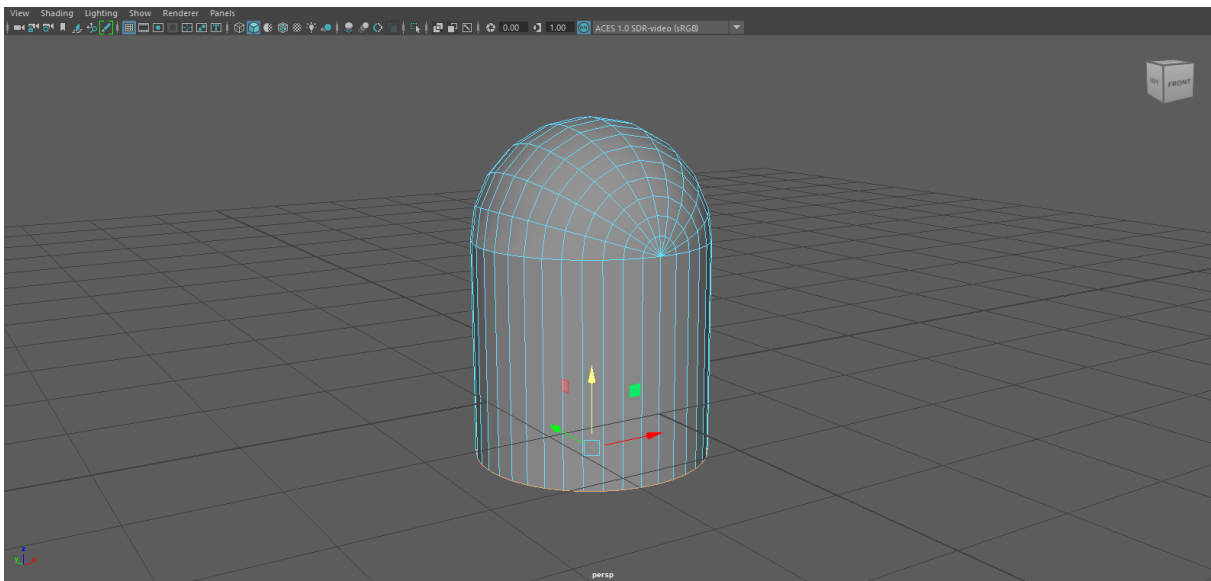 View Shading Lighting Show Renderer Panels
0.00 1.00 ACES 1.0 SDR-video (sRGB)
FRONT
z
persp